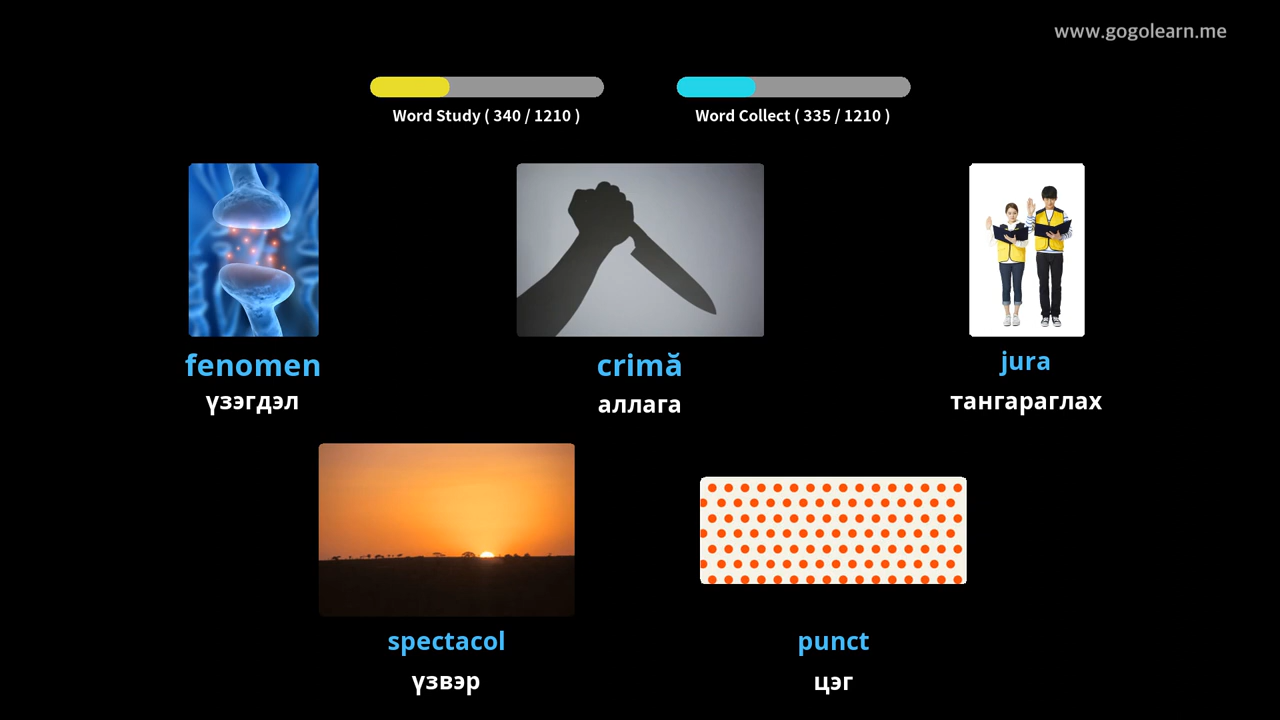 www.gogolearn.me
Word Study ( 340 / 1210 )
Word Collect ( 335 / 1210 )
fenomen
үзэгдэл
crimă
аллага
jura
тангараглах
spectacol
үзвэр
punct
цэг